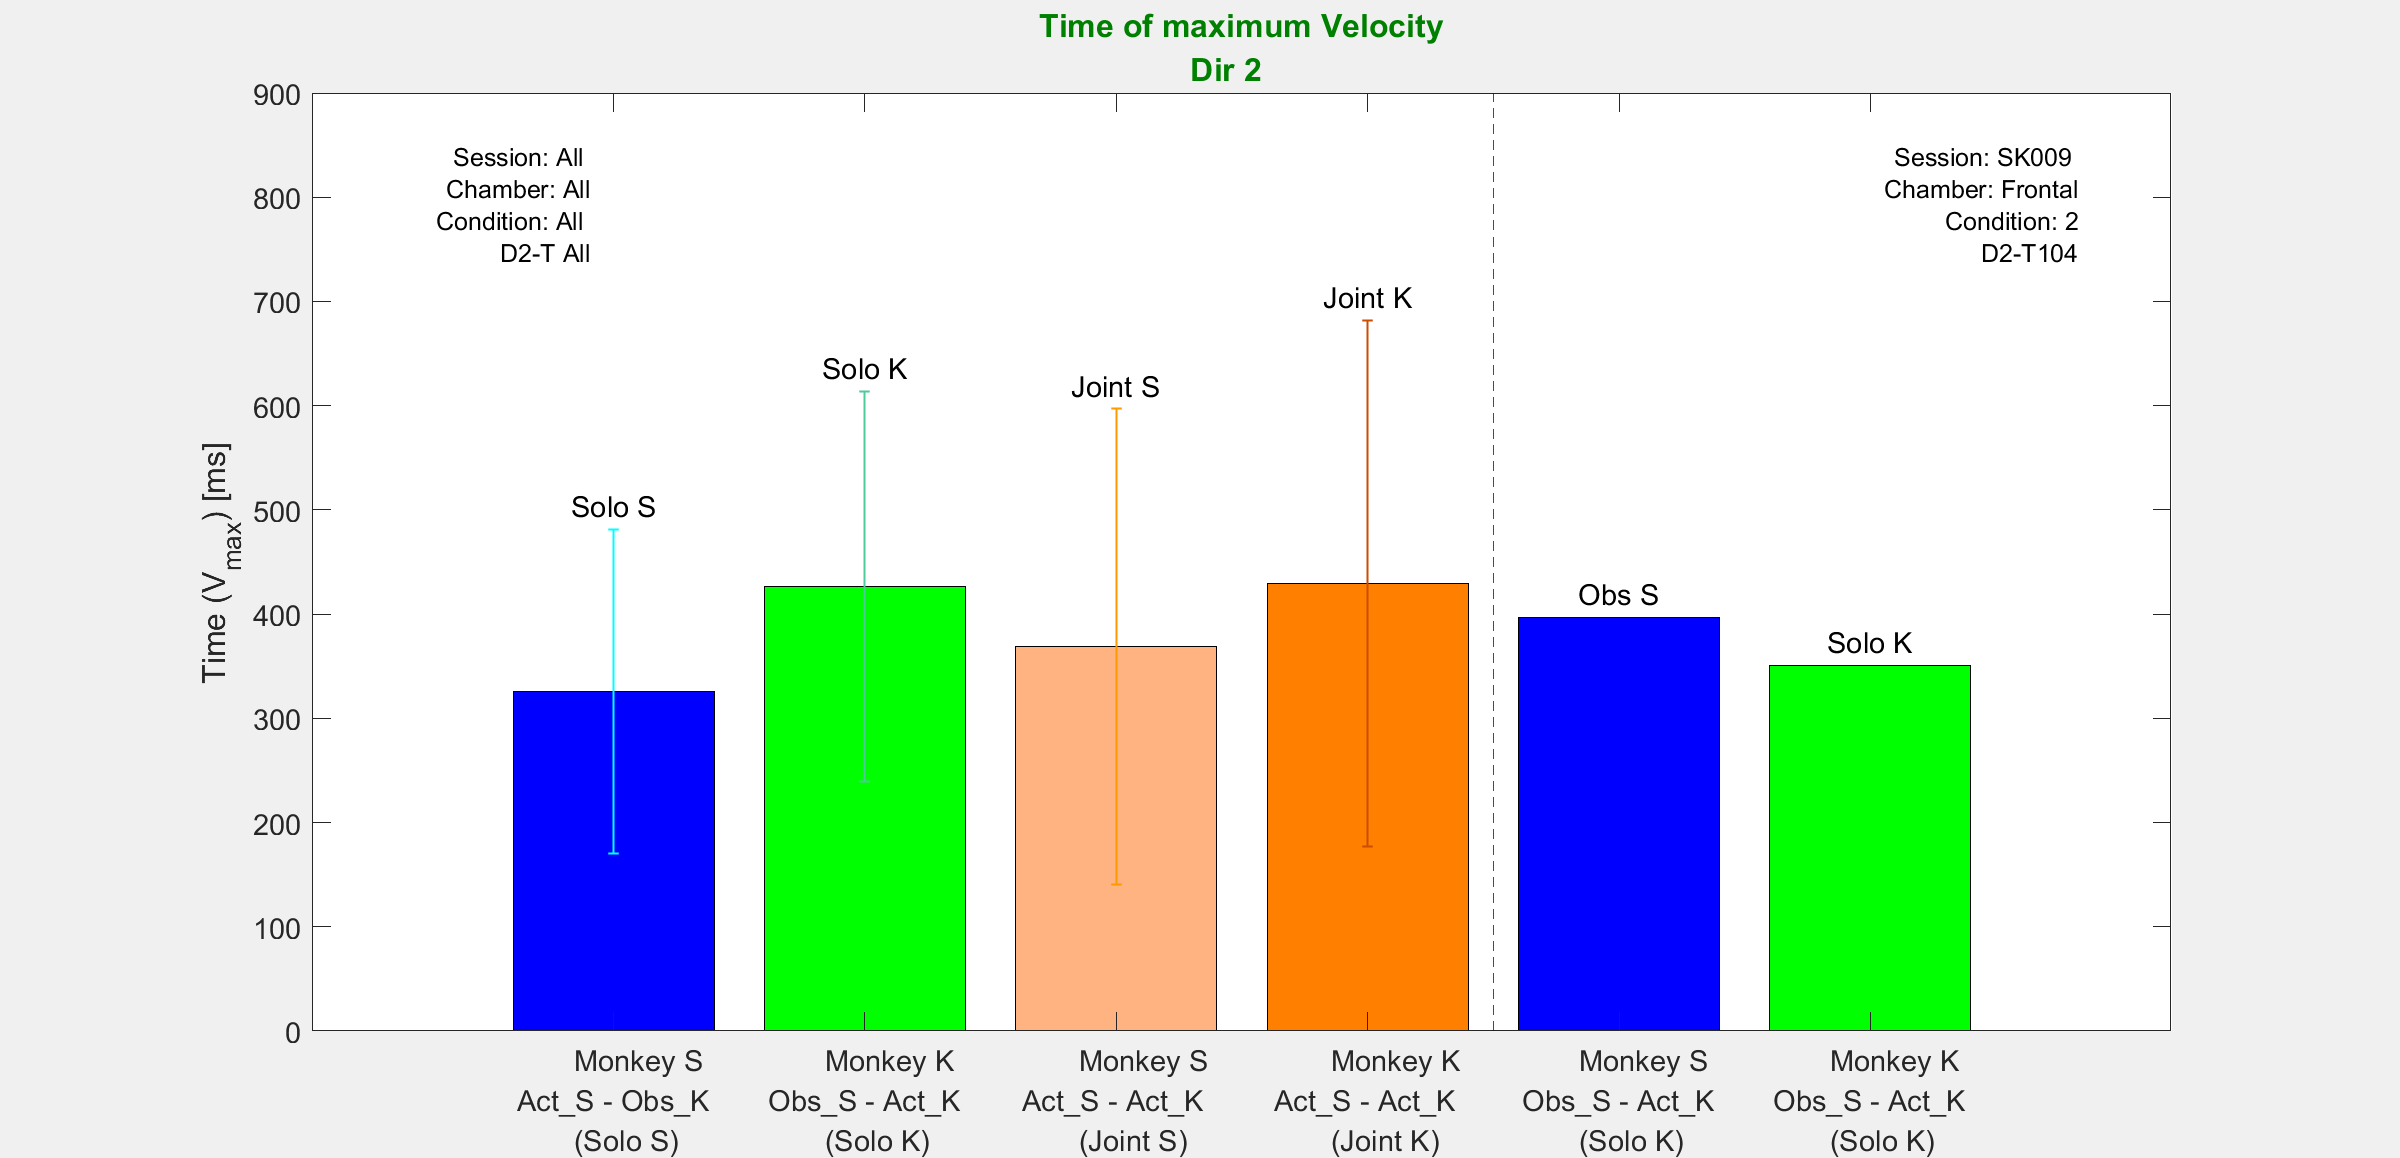 Time of maximum Velocity
Dir 2
Time (V_max) [ms]
900
800
700
600
500
400
300
200
100
0
Session: All
Chamber: All
Condition: All
D2-T All
Session: SK009
Chamber: Frontal
Condition: 2
D2-T104
Solo S
Solo K
Joint S
Joint K
Obs S
Solo K
Monkey S
Act_S - Obs_K
(Solo S)
Monkey K
Obs_S - Act_K
(Solo K)
Monkey S
Act_S - Act_K
(Joint S)
Monkey K
Act_S - Act_K
(Joint K)
Monkey S
Obs_S - Act_K
(Solo K)
Monkey K
Obs_S - Act_K
(Solo K)